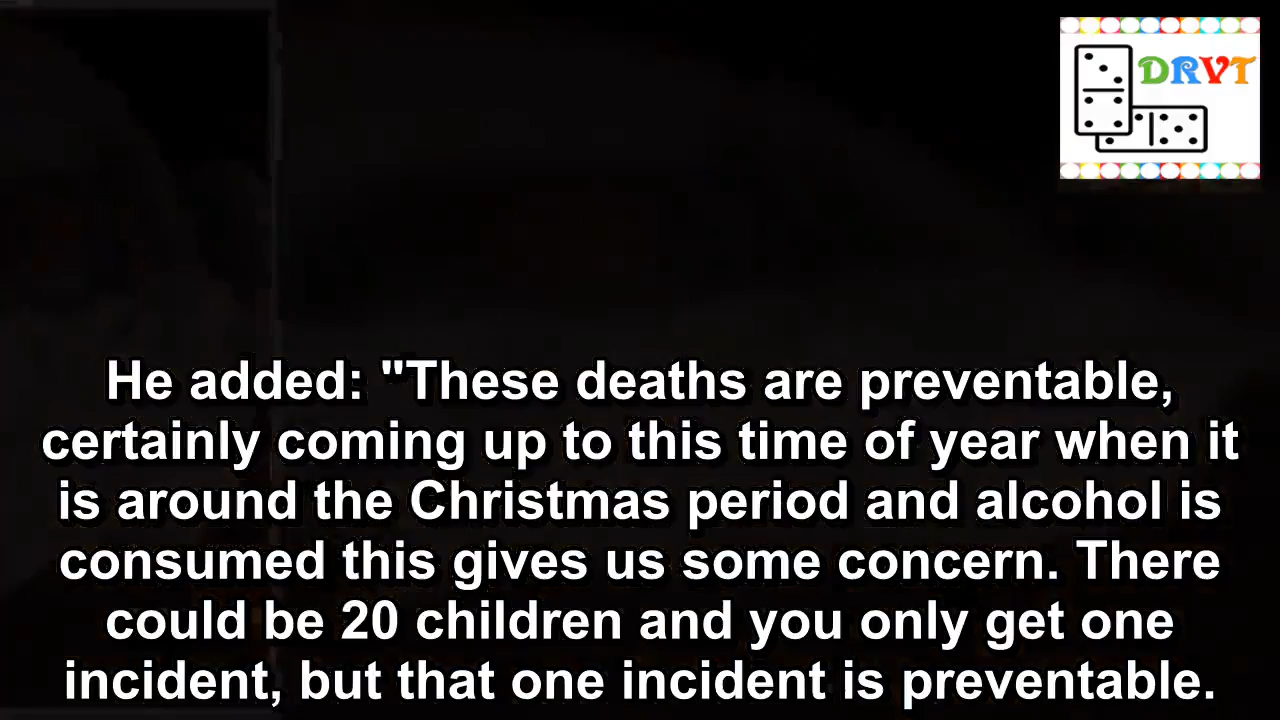 DRVT
He added: "These deaths are preventable,
certainly coming up to this time of year when it
is around the Christmas period and alcohol is
consumed this gives us some concern. There
could be 20 children and you only get one
incident, but that one incident is preventable.